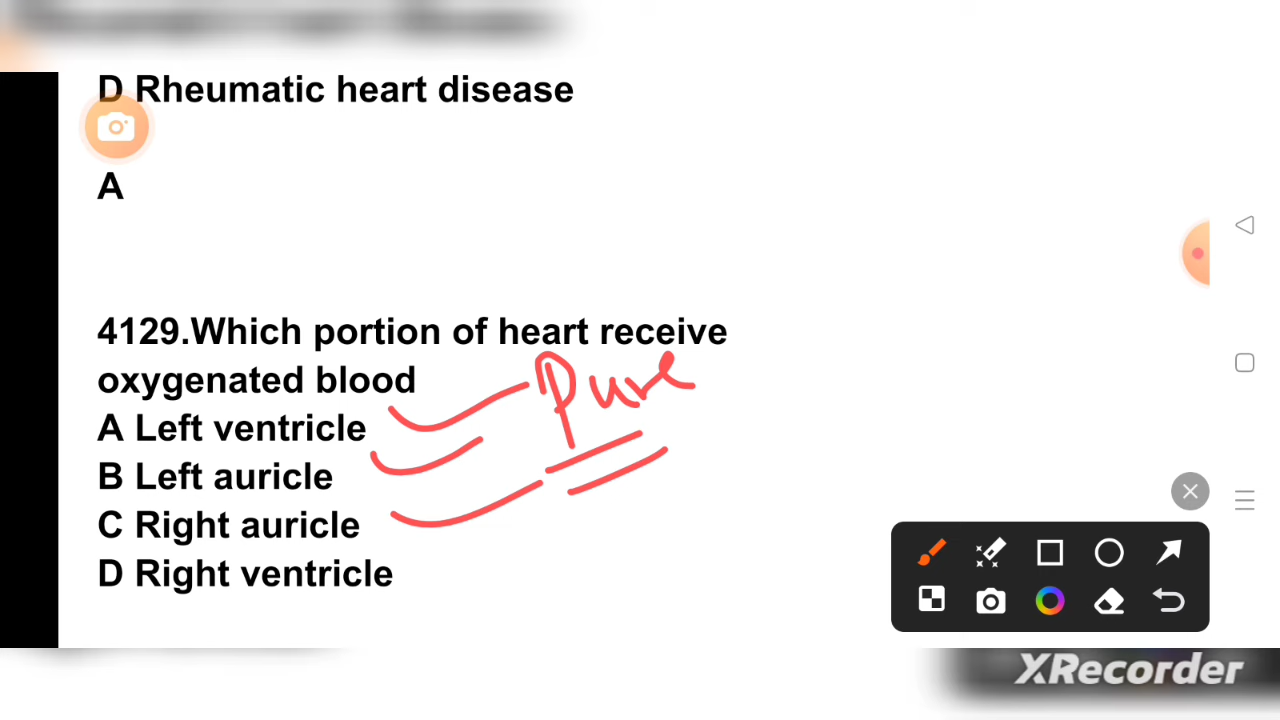 D Rheumatic heart disease
A
4129.Which portion of heart receive
oxygenated blood
Pure
A Left ventricle
B Left auricle
C Right auricle
D Right ventricle
XRecorder